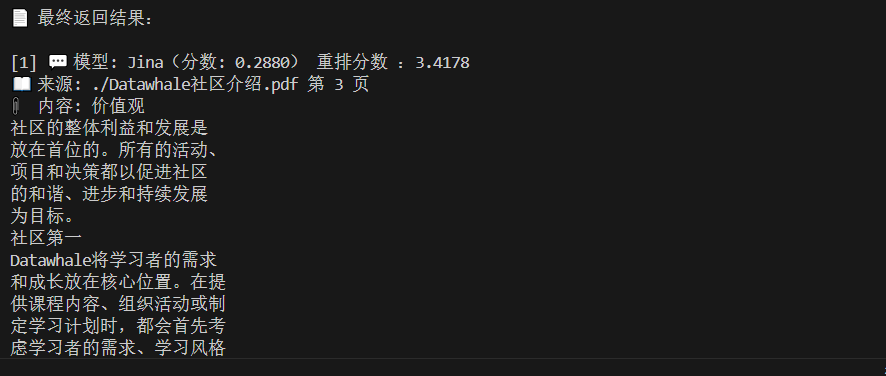 📄 最终返回结果:
[1] 💬 模型: Jina（分数: 0.2880） 重排分数 : 3.4178
📖 来源: ./Datawhale社区介绍.pdf 第 3 页
📎 内容: 价值观
社区的整体利益和发展是
放在首位的。所有的活动、
项目和决策都以促进社区
的和谐、进步和持续发展
为目标。
社区第一
Datawhale将学习者的需求
和成长放在核心位置。在提
供课程内容、组织活动或制
定学习计划时，都会首先考
虑学习者的需求、学习风格